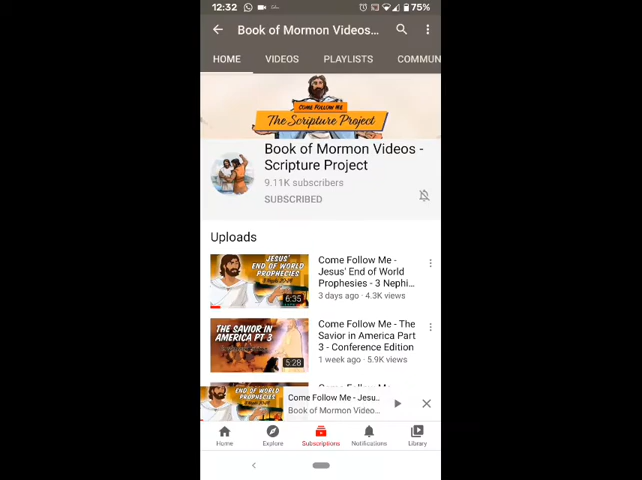 12:32
75%
Book of Mormon Videos...
HOME
VIDEOS
PLAYLISTS
COMMUN
COME FOLLOW ME
The Scripture Project
Book of Mormon Videos -
Scripture Project
9.11K subscribers
SUBSCRIBED
Uploads
JESUS'
END OF WORLD
PROPHECIES
6:35
Come Follow Me -
Jesus' End of World
Prophesies - 3 Nephi...
3 days ago · 4.3K views
THE SAVIOR IN
AMERICA PT 3
5:28
Come Follow Me - The
Savior in America Part
3 - Conference Edition
1 week ago · 5.9K views
END OF WORLD
PROPHECIES
Come Follow Me - Jesu..
Book of Mormon Video...
Home
Explore
Subscriptions
Notifications
Library